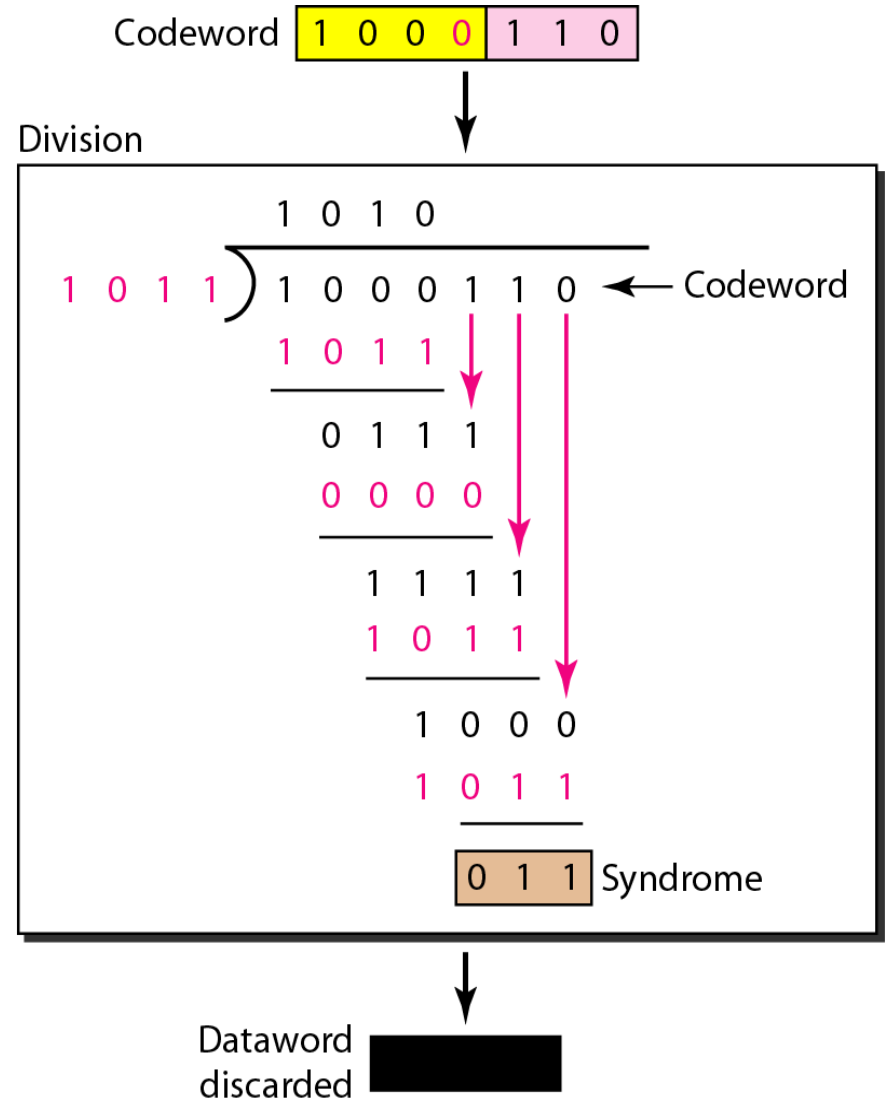 Codeword 1 0 0 0 1 1 0
Division
1 0 1 0
1 0 1 1 1 0 0 0 1 1 0 Codeword
1 0 1 1
0 1 1 1
0 0 0 0
1 1 1 1
1 0 1 1
1 0 0 0
1 0 1 1
0 1 1 Syndrome
Dataword
discarded